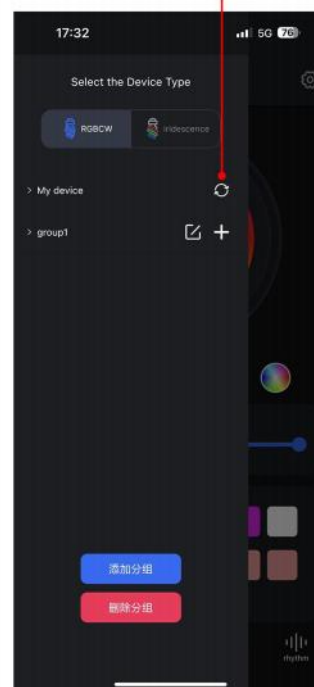 17:32 5G 76
Select the Device Type
RGBCW Iridescence
> My device
> group1
添加分组
删除分组
rhythm